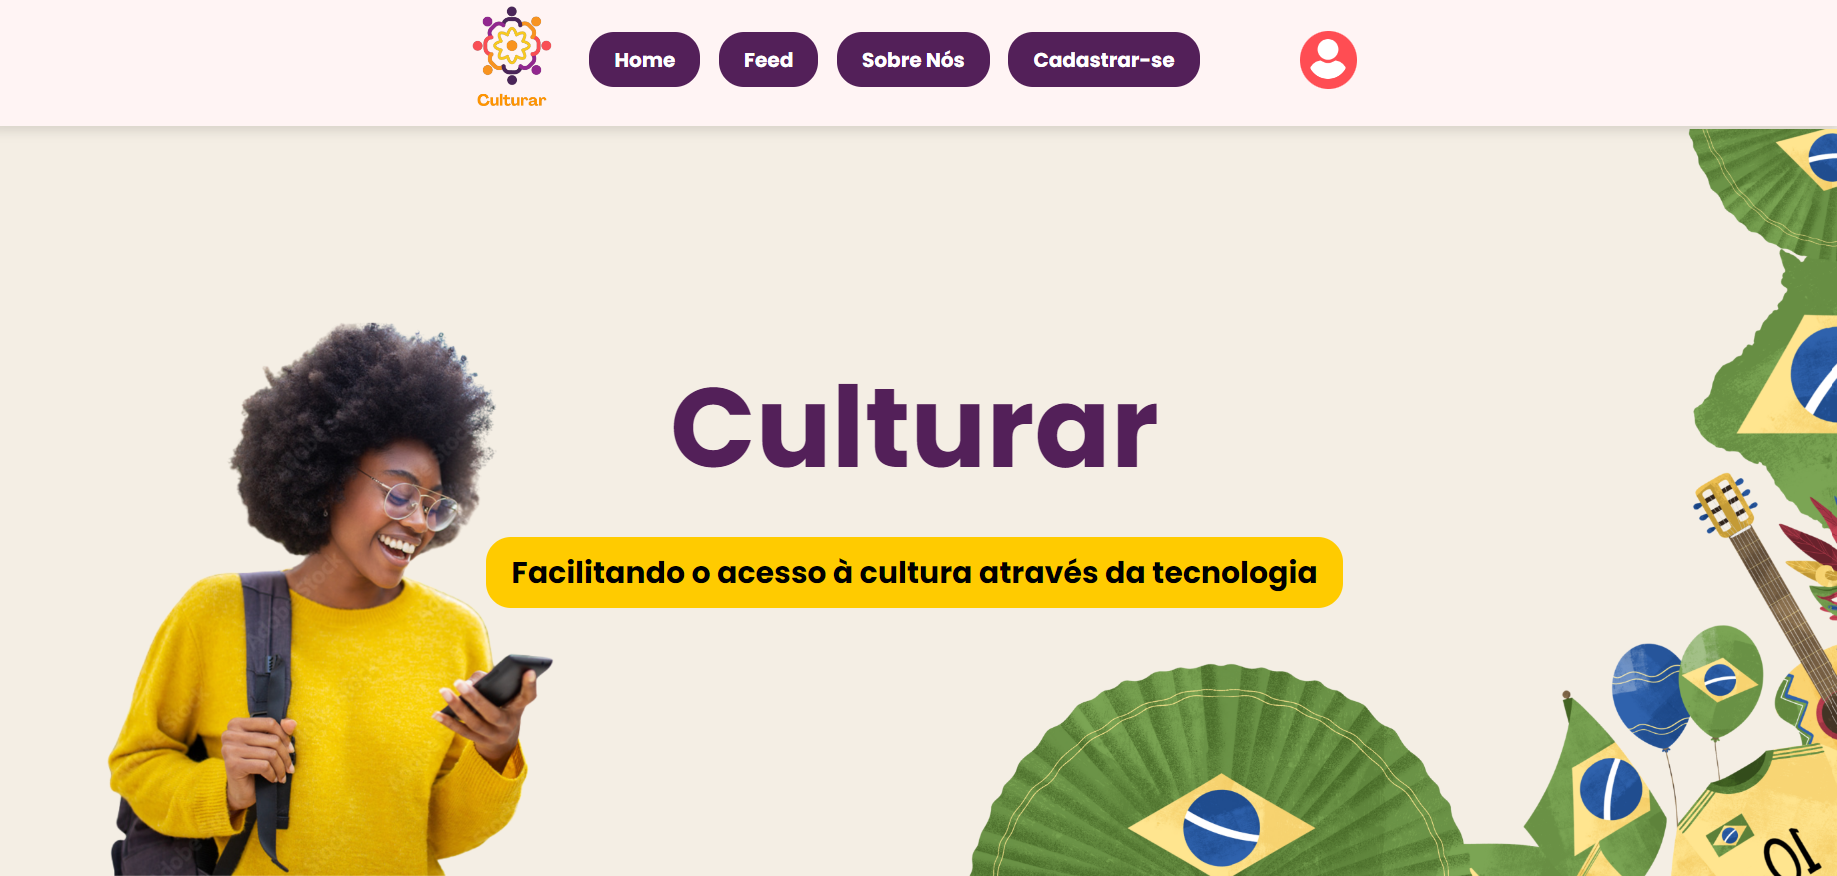 Culturar
Home
Feed
Sobre Nós
Cadastrar-se
Culturar
Facilitando o acesso à cultura através da tecnologia
10